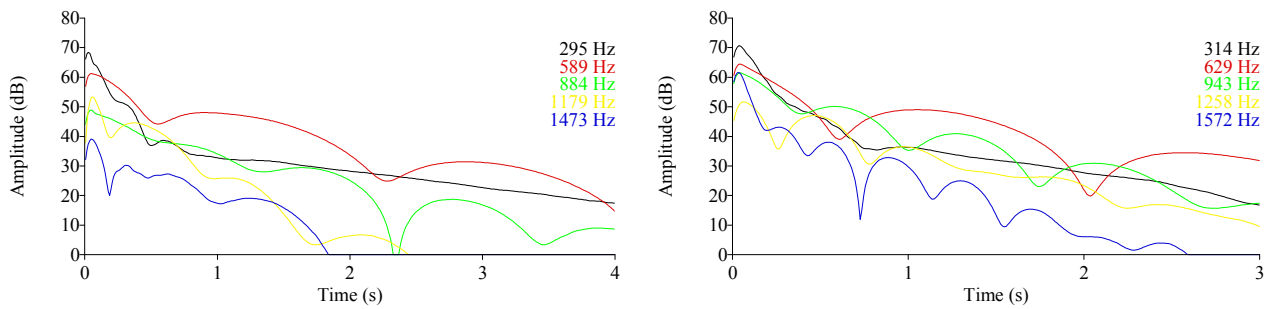 80
70
60
50
40
30
20
10
0
Amplitude (dB)
295 Hz
589 Hz
884 Hz
1179 Hz
1473 Hz
0 1 2 3 4
Time (s)
80
70
60
50
40
30
20
10
0
Amplitude (dB)
314 Hz
629 Hz
943 Hz
1258 Hz
1572 Hz
0 1 2 3
Time (s)